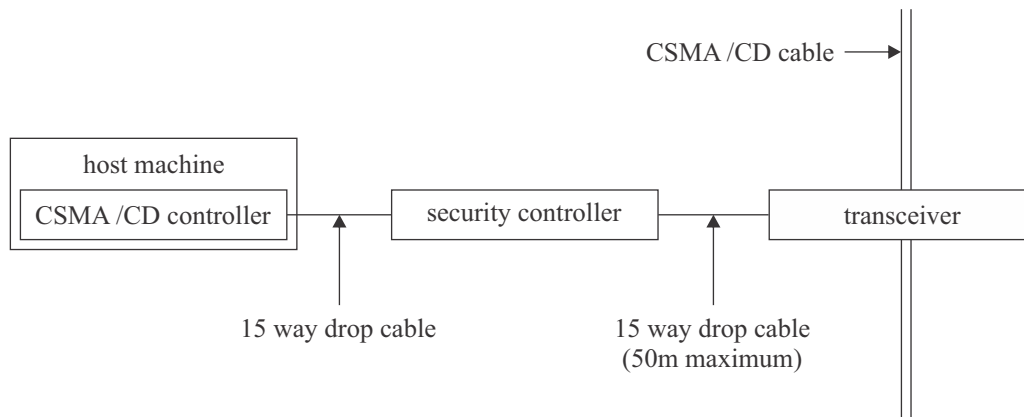 CSMA /CD cable
host machine
CSMA /CD controller
security controller
transceiver
15 way drop cable
15 way drop cable
(50m maximum)